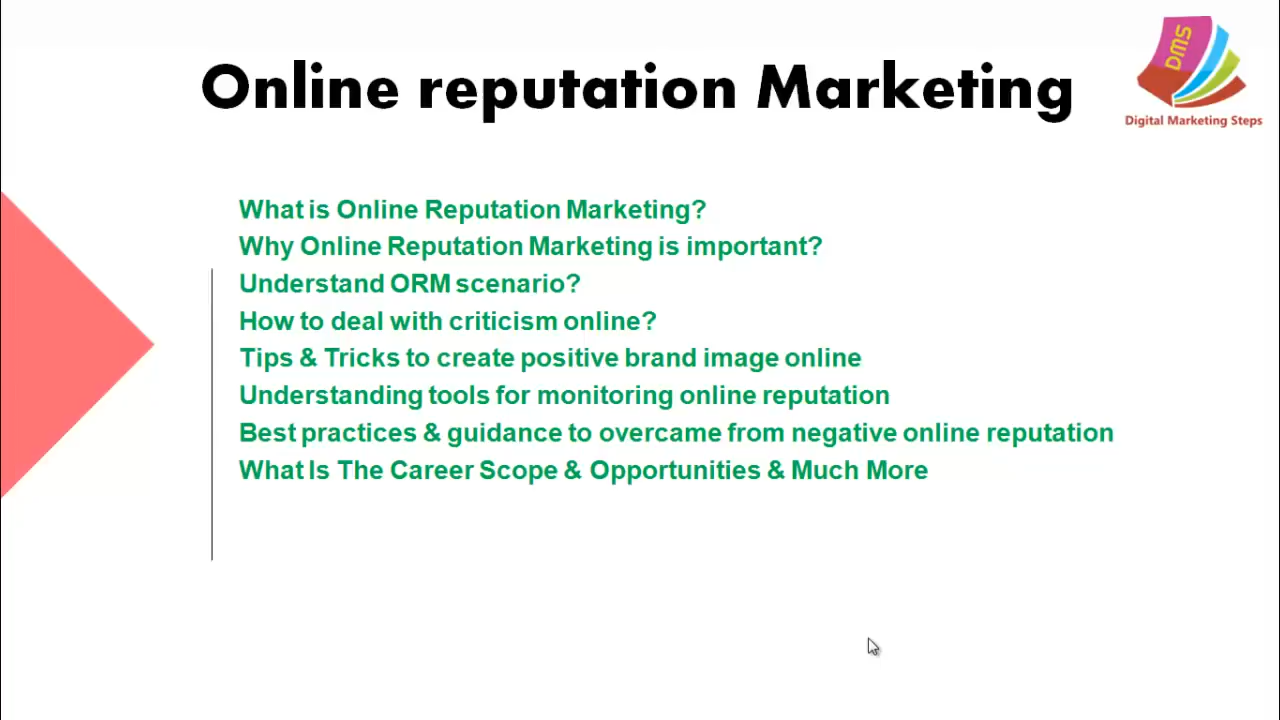 Online reputation Marketing
DMS
Digital Marketing Steps
What is Online Reputation Marketing?
Why Online Reputation Marketing is important?
Understand ORM scenario?
How to deal with criticism online?
Tips & Tricks to create positive brand image online
Understanding tools for monitoring online reputation
Best practices & guidance to overcame from negative online reputation
What Is The Career Scope & Opportunities & Much More